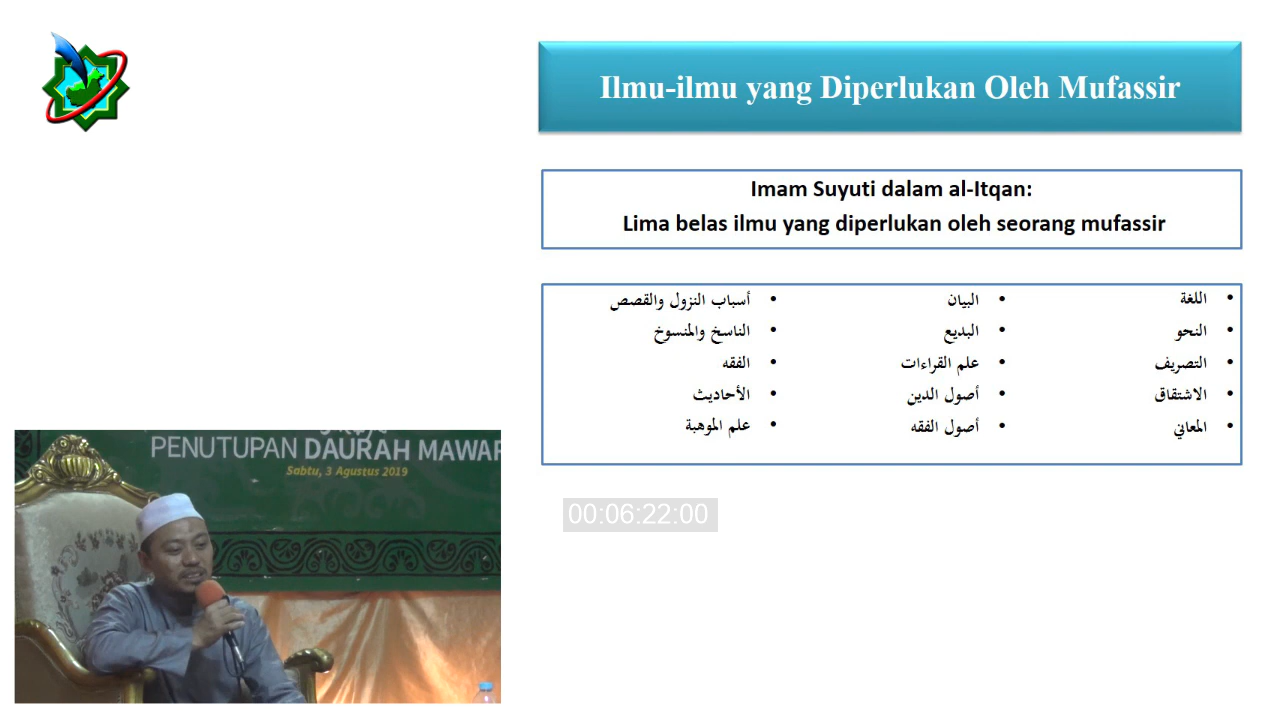 Ilmu-ilmu yang Diperlukan Oleh Mufassir
Imam Suyuti dalam al-Itqan:
Lima belas ilmu yang diperlukan oleh seorang mufassir
• اللغة
• النحو
• التصريف
• الاشتقاق
• المعاني
• البيان
• البديع
• علم القراءات
• أصول الدين
• أصول الفقه
• أسباب النزول والقصص
• الناسخ والمنسوخ
• الفقه
• الأحاديث
• علم الموهبة
00:06:22:00
PENUTUPAN DAURAH MAWAR
Sabtu, 3 Agustus 2019